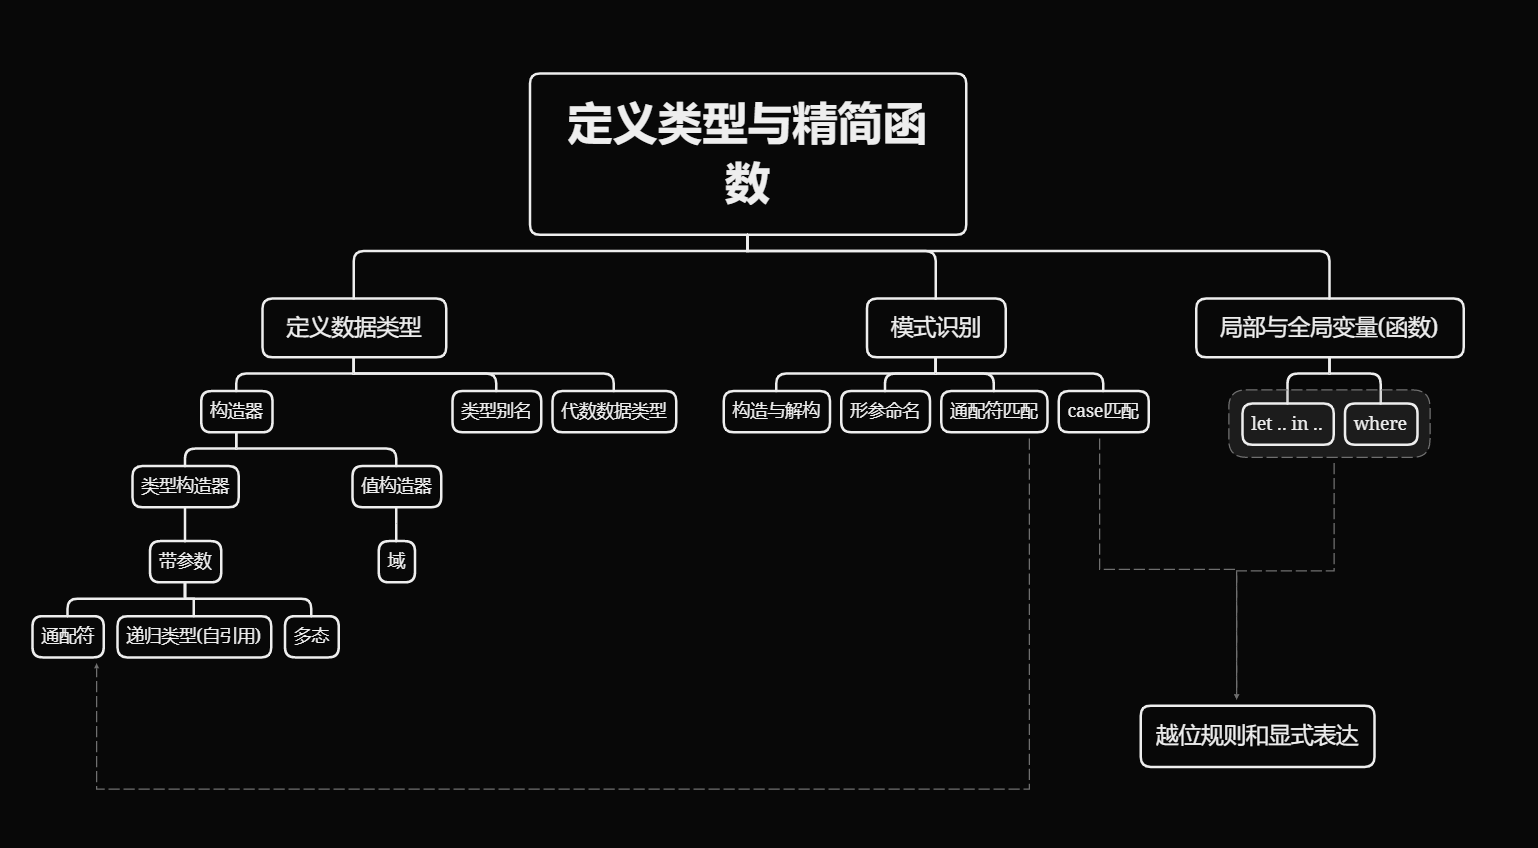 定义类型与精简函
数
定义数据类型
模式识别
局部与全局变量(函数)
构造器
类型别名
代数数据类型
构造与解构
形参命名
通配符匹配
case匹配
let .. in ..
where
类型构造器
值构造器
带参数
域
通配符
递归类型(自引用)
多态
越位规则和显式表达